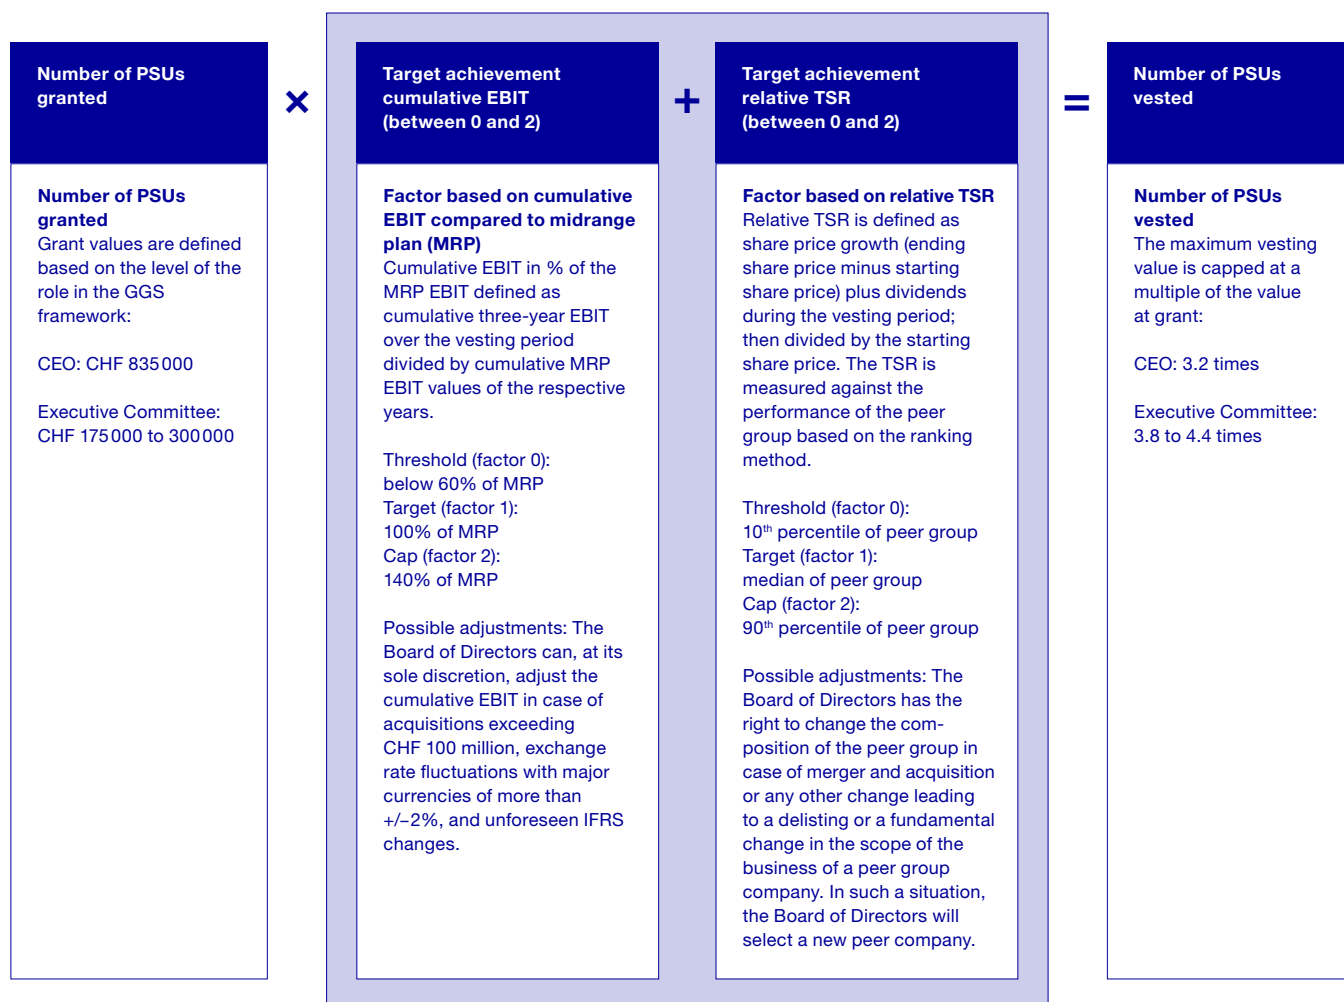 Number of PSUs
granted
×
Target achievement
cumulative EBIT
(between 0 and 2)
+
Target achievement
relative TSR
(between 0 and 2)
=
Number of PSUs
vested
Number of PSUs
granted
Grant values are defined
based on the level of the
role in the GGS
framework:
CEO: CHF 835 000
Executive Committee:
CHF 175 000 to 300 000
Factor based on cumulative
EBIT compared to midrange
plan (MRP)
Cumulative EBIT in % of the
MRP EBIT defined as
cumulative three-year EBIT
over the vesting period
divided by cumulative MRP
EBIT values of the respective
years.
Threshold (factor 0):
below 60% of MRP
Target (factor 1):
100% of MRP
Cap (factor 2):
140% of MRP
Possible adjustments: The
Board of Directors can, at its
sole discretion, adjust the
cumulative EBIT in case of
acquisitions exceeding
CHF 100 million, exchange
rate fluctuations with major
currencies of more than
+/–2%, and unforeseen IFRS
changes.
Factor based on relative TSR
Relative TSR is defined as
share price growth (ending
share price minus starting
share price) plus dividends
during the vesting period;
then divided by the starting
share price. The TSR is
measured against the
performance of the peer
group based on the ranking
method.
Threshold (factor 0):
10th percentile of peer group
Target (factor 1):
median of peer group
Cap (factor 2):
90th percentile of peer group
Possible adjustments: The
Board of Directors has the
right to change the com-
position of the peer group in
case of merger and acquisition
or any other change leading
to a delisting or a fundamental
change in the scope of the
business of a peer group
company. In such a situation,
the Board of Directors will
select a new peer company.
Number of PSUs
vested
The maximum vesting
value is capped at a
multiple of the value
at grant:
CEO: 3.2 times
Executive Committee:
3.8 to 4.4 times